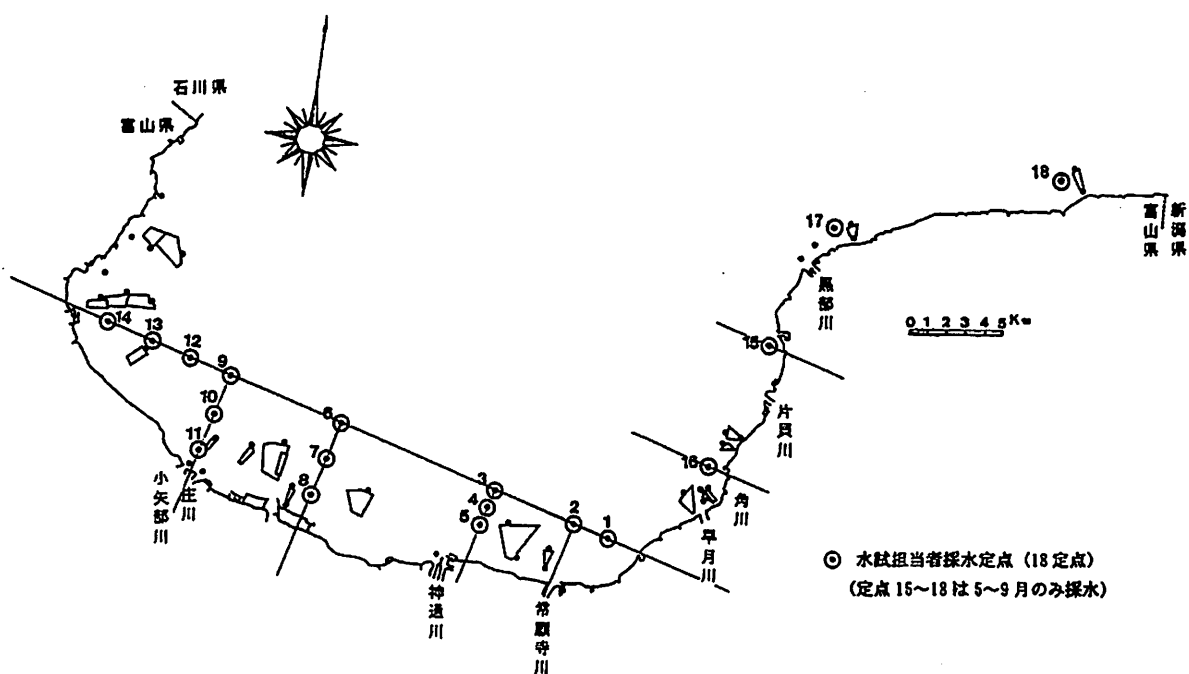 石川県
富山県
18
17
新潟県
富山県
黒部川
0 1 2 3 4 5 Km
14
13
12
9
15
10
6
片貝川
11
7
16
8
3
4
2
5
1
小矢部川
庄川
角川
早月川
神通川
常願寺川
◎ 水試担当者採水定点（18定点）
（定点15～18は5～9月のみ採水）